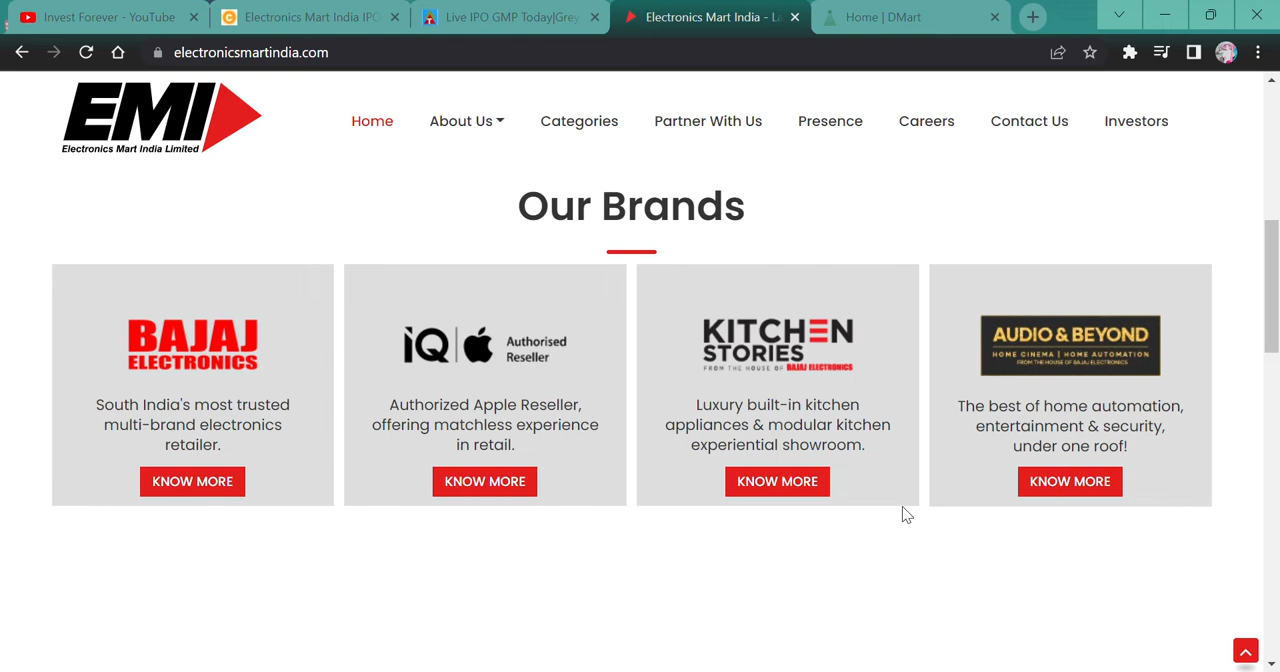 Invest Forever - YouTube
Electronics Mart India IPO
Live IPO GMP Today|Grey
Electronics Mart India - La
Home | DMart
electronicsmartindia.com
EMI
Electronics Mart India Limited
Home
About Us
Categories
Partner With Us
Presence
Careers
Contact Us
Investors
Our Brands
BAJAJ
ELECTRONICS
South India's most trusted
multi-brand electronics
retailer.
KNOW MORE
iQ
Authorised
Reseller
Authorized Apple Reseller,
offering matchless experience
in retail.
KNOW MORE
KITCHEN
STORIES
FROM THE HOUSE OF BAJAJ ELECTRONICS
Luxury built-in kitchen
appliances & modular kitchen
experiential showroom.
KNOW MORE
AUDIO & BEYOND
HOME CINEMA | HOME AUTOMATION
FROM THE HOUSE OF BAJAJ ELECTRONICS
The best of home automation,
entertainment & security,
under one roof!
KNOW MORE